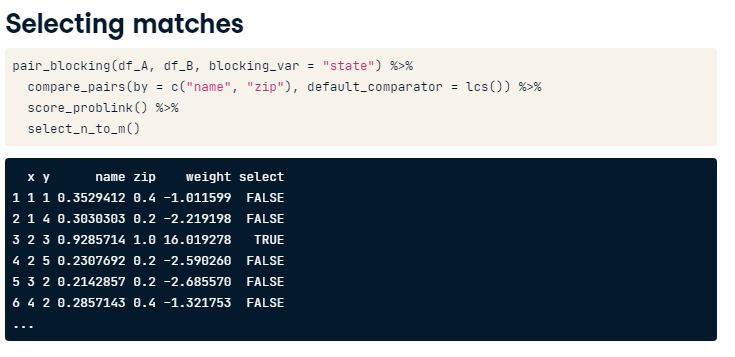 Selecting matches
pair_blocking(df_A, df_B, blocking_var = "state") %>%
  compare_pairs(by = c("name", "zip"), default_comparator = lcs()) %>%
  score_problink() %>%
  select_n_to_m()
  x y      name zip    weight select
1 1 1 0.3529412 0.4 -1.011599  FALSE
2 1 4 0.3030303 0.2 -2.219198  FALSE
3 2 3 0.9285714 1.0 16.019278   TRUE
4 2 5 0.2307692 0.2 -2.590260  FALSE
5 3 2 0.2142857 0.2 -2.685570  FALSE
6 4 2 0.2857143 0.4 -1.321753  FALSE
...